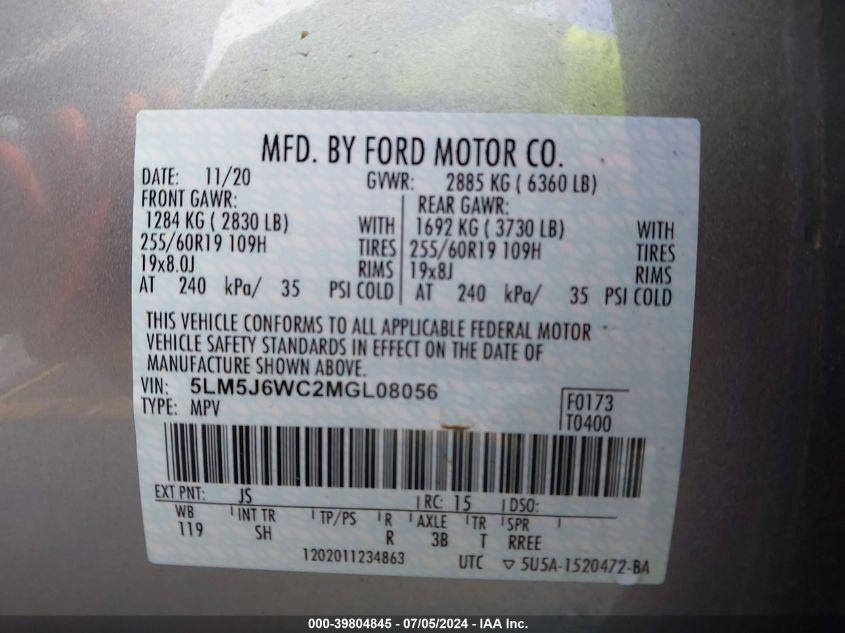 MFD. BY FORD MOTOR CO.
DATE: 11/20 GVWR: 2885 KG ( 6360 LB)
FRONT GAWR: REAR GAWR:
1284 KG ( 2830 LB) WITH 1692 KG ( 3730 LB) WITH
255/60R19 109H TIRES 255/60R19 109H TIRES
19x8.0J RIMS 19x8J RIMS
AT 240 kPa/ 35 PSI COLD AT 240 kPa/ 35 PSI COLD
THIS VEHICLE CONFORMS TO ALL APPLICABLE FEDERAL MOTOR
VEHICLE SAFETY STANDARDS IN EFFECT ON THE DATE OF
MANUFACTURE SHOWN ABOVE.
VIN: 5LM5J6WC2MGL08056
F0173
TYPE: MPV
T0400
EXT PNT: JS RC: 15 DSO:
WB INT TR TP/PS R AXLE TR SPR
119 SH R 3B T RREE
1202011234863 UTC ▽ 5U5A-1520472-BA
000-39804845 - 07/05/2024 - IAA Inc.